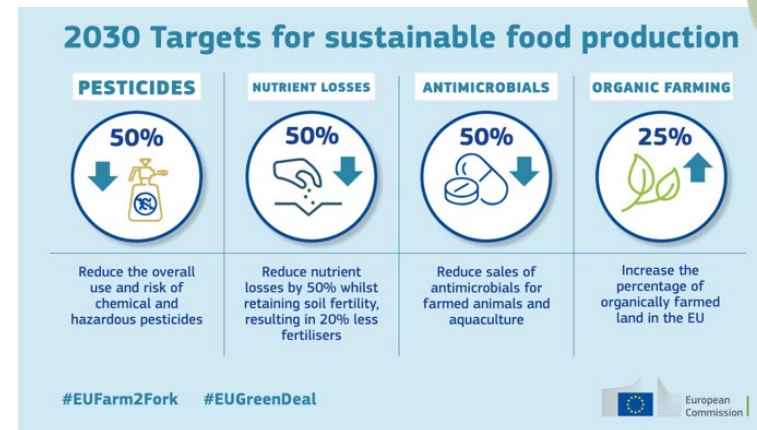 2030 Targets for sustainable food production
PESTICIDES
50%
Reduce the overall
use and risk of
chemical and
hazardous pesticides
NUTRIENT LOSSES
50%
Reduce nutrient
losses by 50% whilst
retaining soil fertility,
resulting in 20% less
fertilisers
ANTIMICROBIALS
50%
Reduce sales of
antimicrobials for
farmed animals and
aquaculture
ORGANIC FARMING
25%
Increase the
percentage of
organically farmed
land in the EU
#EUFarm2Fork #EUGreenDeal
European
Commission